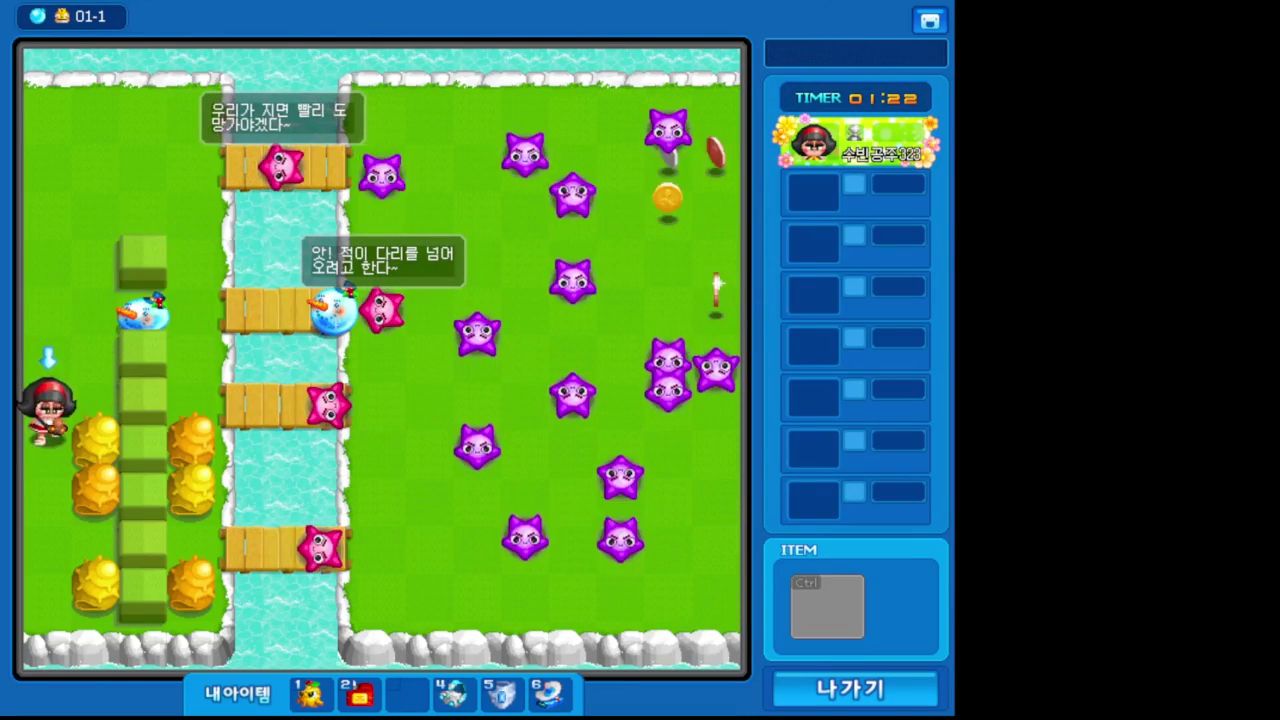 01-1
우리가 지면 빨리 도
망가야겠다~
앗! 적이 다리를 넘어
오려고 한다~
TIMER 01:22
수빈공주023
ITEM
Ctrl
내아이템
1
2
4
5
6
나가기